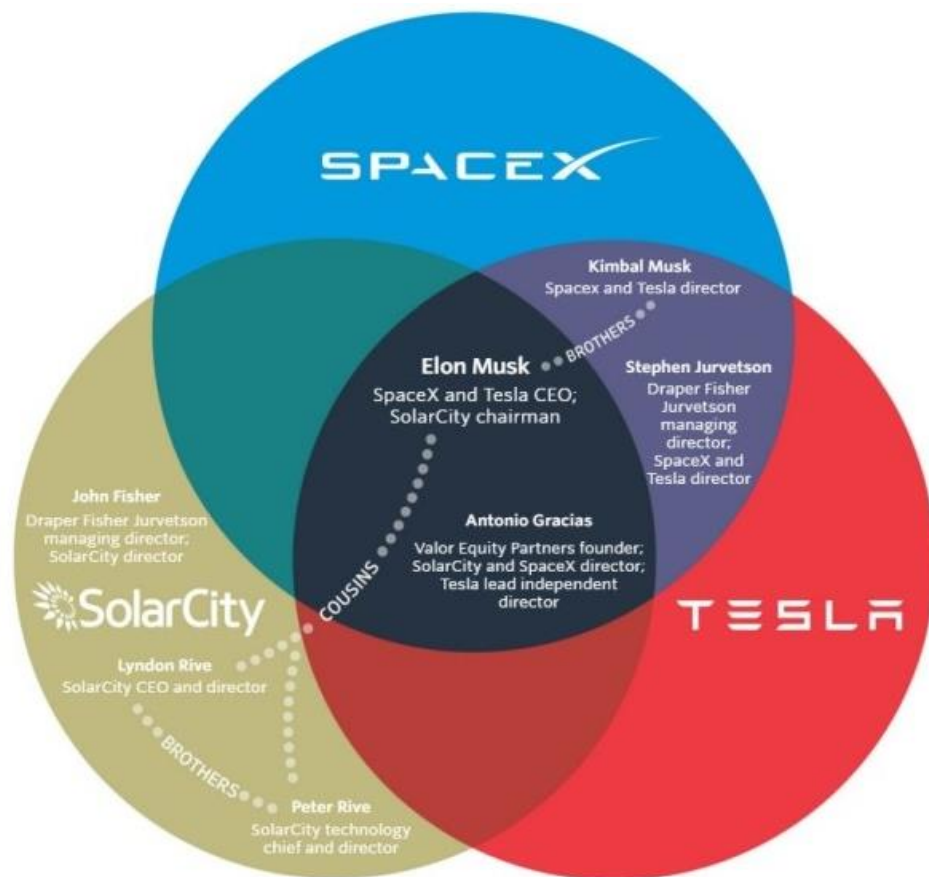 SPACEX
Kimbal Musk
Spacex and Tesla director
BROTHERS
Elon Musk
SpaceX and Tesla CEO;
SolarCity chairman
Stephen Jurvetson
Draper Fisher
Jurvetson
managing
director;
SpaceX and
Tesla director
John Fisher
Draper Fisher Jurvetson
managing director;
SolarCity director
Antonio Gracias
Valor Equity Partners founder;
SolarCity and SpaceX director;
Tesla lead independent
director
COUSINS
SolarCity
TESLA
Lyndon Rive
SolarCity CEO and director
BROTHERS
Peter Rive
SolarCity technology
chief and director